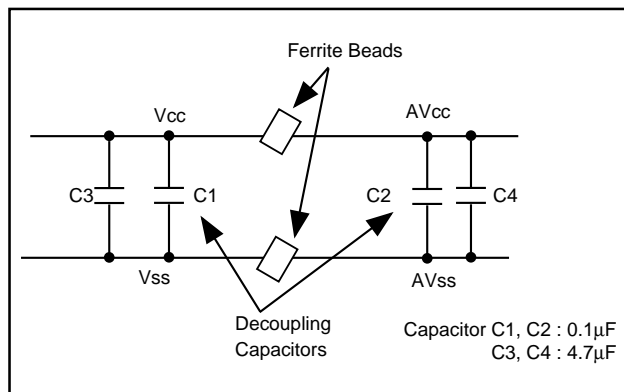 Ferrite Beads
Vcc
AVcc
C3
C1
C2
C4
Vss
AVss
Decoupling
Capacitors
Capacitor C1, C2 : 0.1μF
C3, C4 : 4.7μF